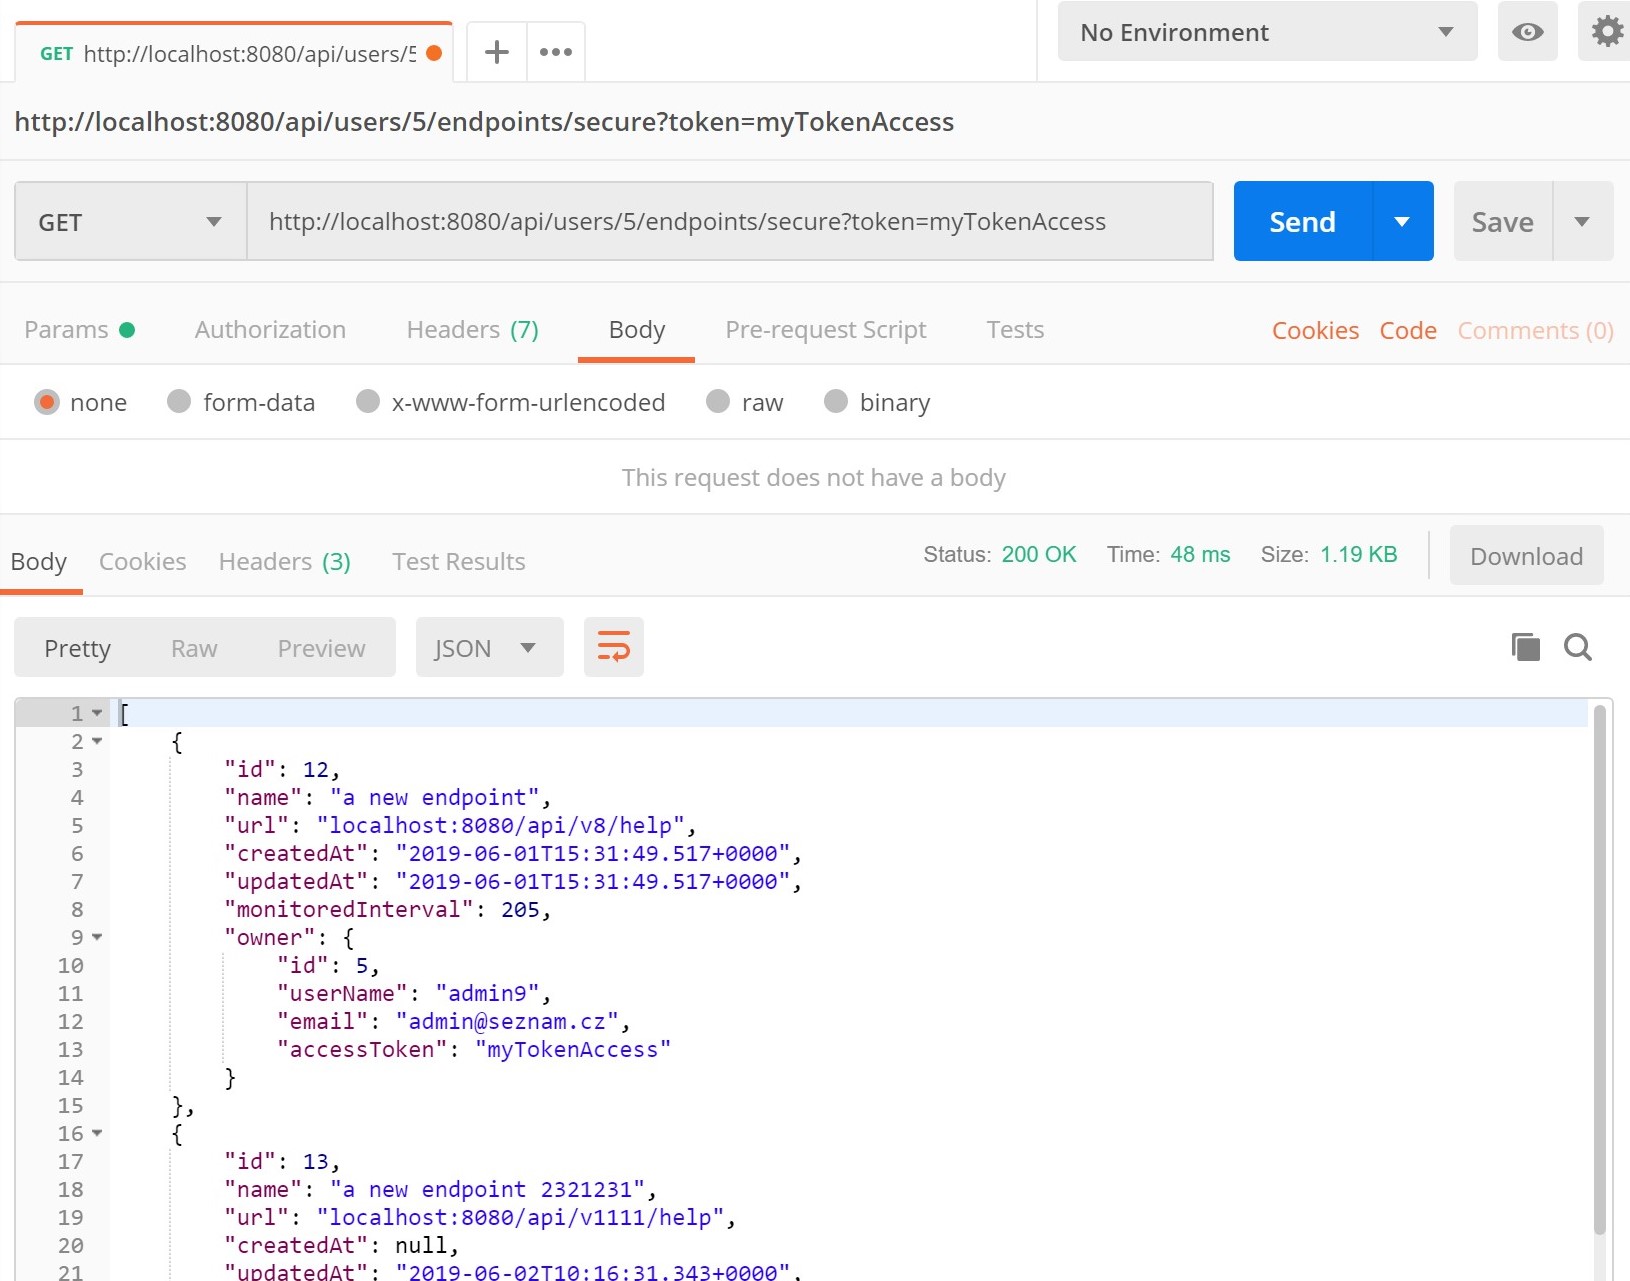 GET http://localhost:8080/api/users/5
No Environment
http://localhost:8080/api/users/5/endpoints/secure?token=myTokenAccess
GET http://localhost:8080/api/users/5/endpoints/secure?token=myTokenAccess Send Save
Params Authorization Headers (7) Body Pre-request Script Tests Cookies Code Comments (0)
none form-data x-www-form-urlencoded raw binary
This request does not have a body
Body Cookies Headers (3) Test Results Status: 200 OK Time: 48 ms Size: 1.19 KB Download
Pretty Raw Preview JSON
1 [
2 {
3 "id": 12,
4 "name": "a new endpoint",
5 "url": "localhost:8080/api/v8/help",
6 "createdAt": "2019-06-01T15:31:49.517+0000",
7 "updatedAt": "2019-06-01T15:31:49.517+0000",
8 "monitoredInterval": 205,
9 "owner": {
10 "id": 5,
11 "userName": "admin9",
12 "email": "admin@seznam.cz",
13 "accessToken": "myTokenAccess"
14 }
15 },
16 {
17 "id": 13,
18 "name": "a new endpoint 2321231",
19 "url": "localhost:8080/api/v1111/help",
20 "createdAt": null,
21 "updatedAt": "2019-06-02T10:16:31.343+0000",